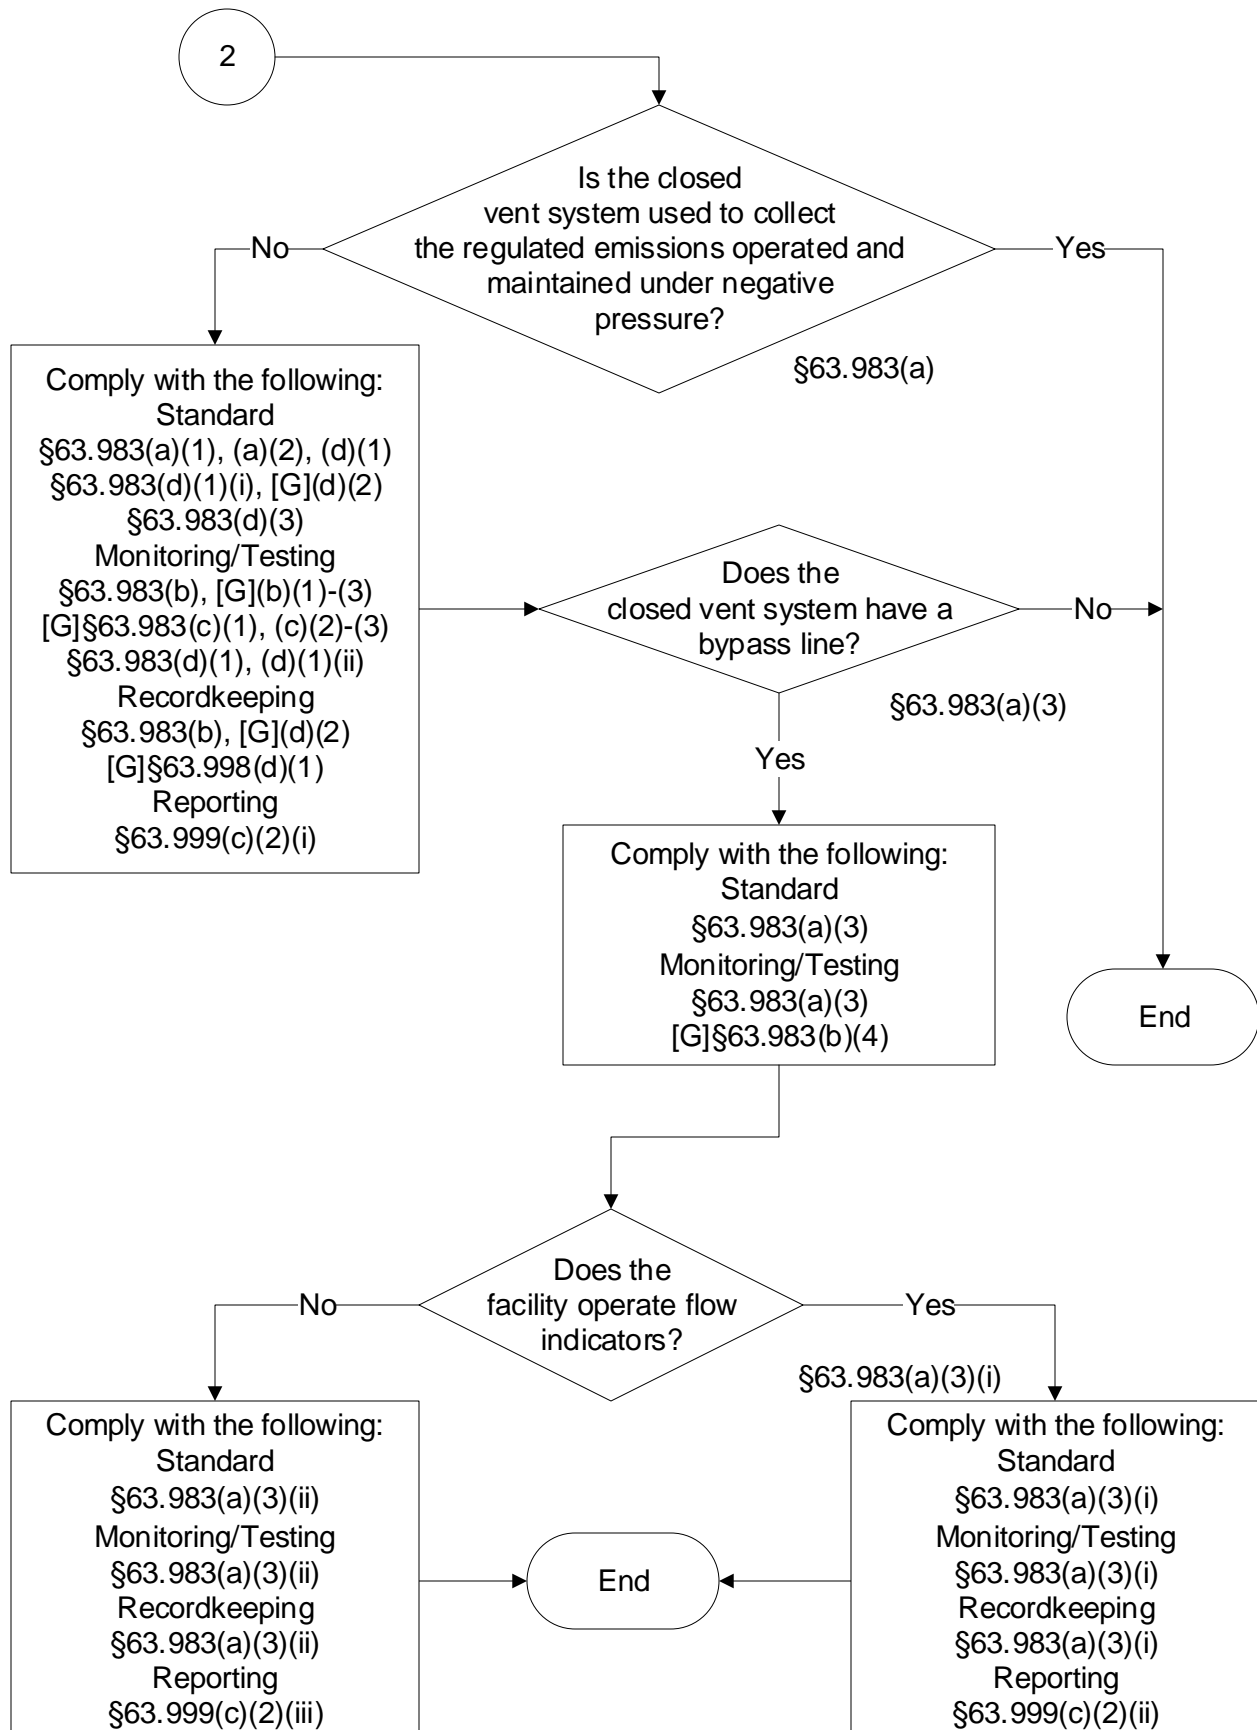 2
Is the closed
vent system used to collect
the regulated emissions operated and
maintained under negative
pressure?
No
Yes
§63.983(a)
Comply with the following:
Standard
§63.983(a)(1), (a)(2), (d)(1)
§63.983(d)(1)(i), [G](d)(2)
§63.983(d)(3)
Monitoring/Testing
§63.983(b), [G](b)(1)-(3)
[G]§63.983(c)(1), (c)(2)-(3)
§63.983(d)(1), (d)(1)(ii)
Recordkeeping
§63.983(b), [G](d)(2)
[G]§63.998(d)(1)
Reporting
§63.999(c)(2)(i)
Does the
closed vent system have a
bypass line?
No
§63.983(a)(3)
Yes
Comply with the following:
Standard
§63.983(a)(3)
Monitoring/Testing
§63.983(a)(3)
[G]§63.983(b)(4)
End
Does the
facility operate flow
indicators?
No
Yes
§63.983(a)(3)(i)
Comply with the following:
Standard
§63.983(a)(3)(ii)
Monitoring/Testing
§63.983(a)(3)(ii)
Recordkeeping
§63.983(a)(3)(ii)
Reporting
§63.999(c)(2)(iii)
End
Comply with the following:
Standard
§63.983(a)(3)(i)
Monitoring/Testing
§63.983(a)(3)(i)
Recordkeeping
§63.983(a)(3)(i)
Reporting
§63.999(c)(2)(ii)